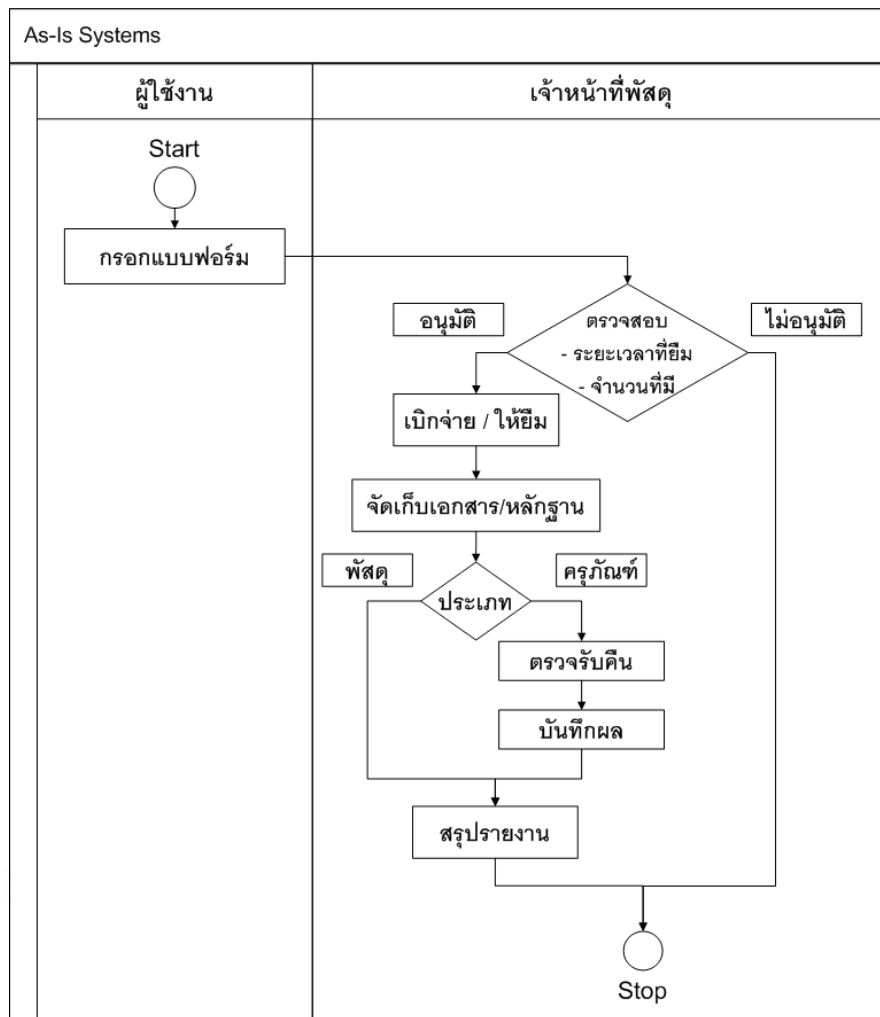 As-Is Systems
ผู้ใช้งาน
เจ้าหน้าที่พัสดุ
Start
กรอกแบบฟอร์ม
อนุมัติ
ตรวจสอบ
- ระยะเวลาที่ยืม
- จำนวนที่มี
ไม่อนุมัติ
เบิกจ่าย / ให้ยืม
จัดเก็บเอกสาร/หลักฐาน
พัสดุ
ครุภัณฑ์
ประเภท
ตรวจรับคืน
บันทึกผล
สรุปรายงาน
Stop